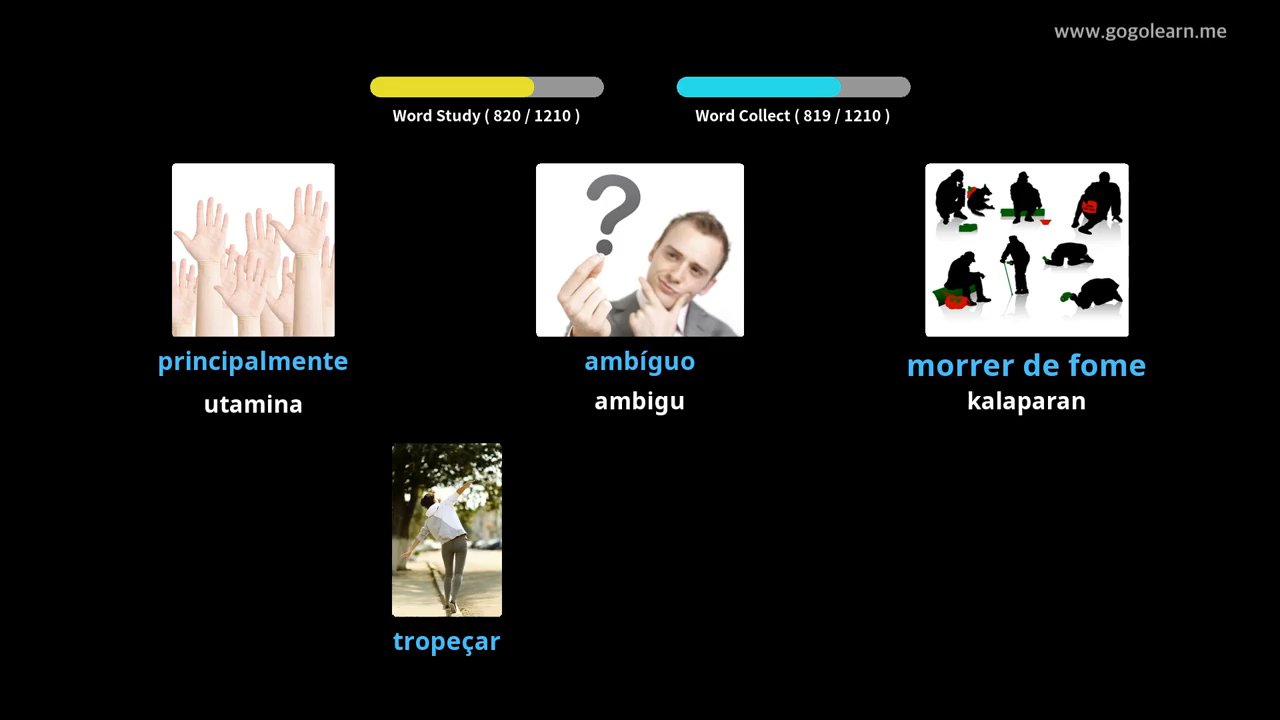 www.gogolearn.me
Word Study ( 820 / 1210 )
Word Collect ( 819 / 1210 )
principalmente
utamina
ambíguo
ambigu
morrer de fome
kalaparan
tropeçar